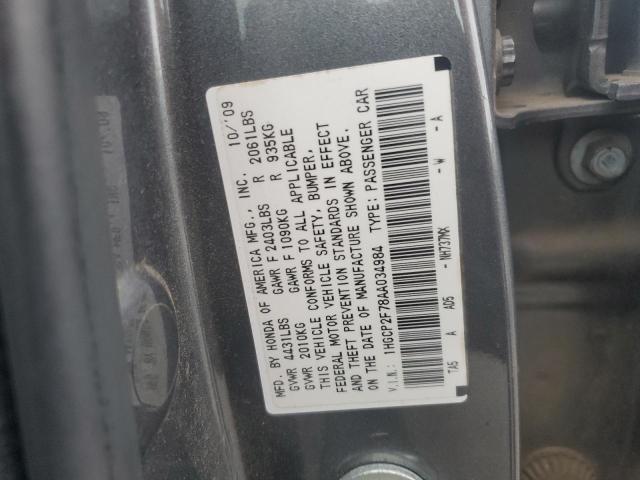 MFD. BY HONDA OF AMERICA MFG., INC. 10/'09
GVWR 4431LBS GAWR F 2403LBS R 2061LBS
GVWR 2010KG GAWR F 1090KG R 935KG
THIS VEHICLE CONFORMS TO ALL APPLICABLE
FEDERAL MOTOR VEHICLE SAFETY, BUMPER,
AND THEFT PREVENTION STANDARDS IN EFFECT
ON THE DATE OF MANUFACTURE SHOWN ABOVE.
V.I.N.: 1HGCP2F78AA034984 TYPE: PASSENGER CAR
TA5 A AD5 - NH737MX - W - A